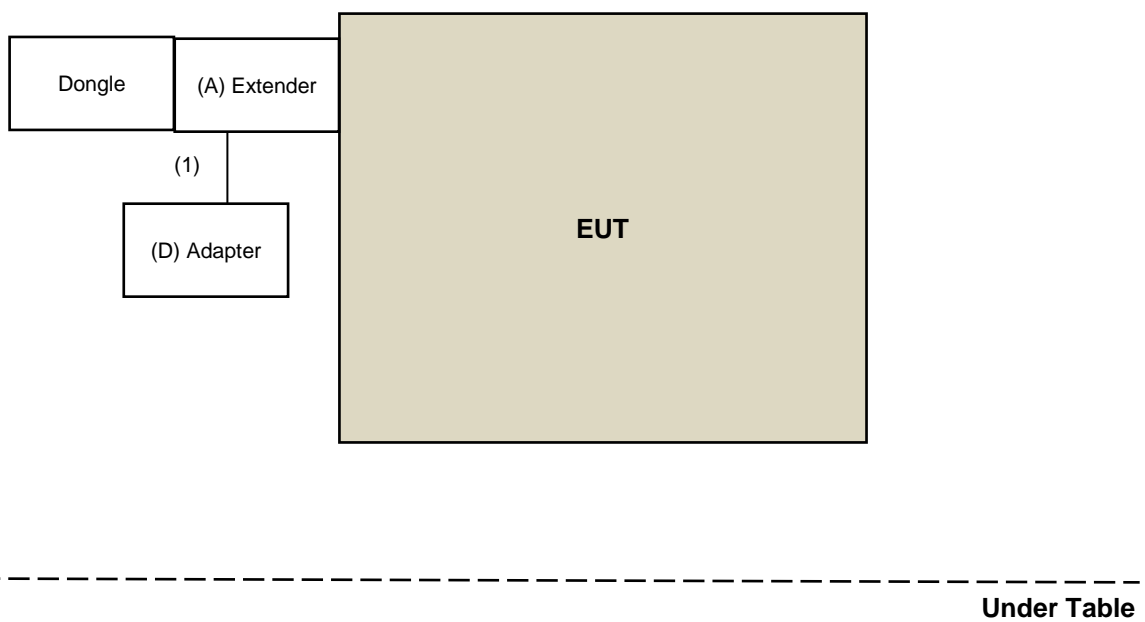 Dongle
(A) Extender
(1)
(D) Adapter
EUT
Under Table